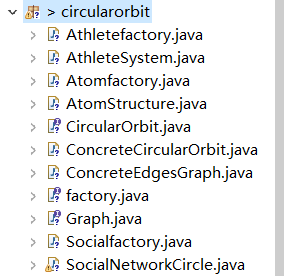 > circularorbit
Athletefactory.java
AthleteSystem.java
Atomfactory.java
AtomStructure.java
CircularOrbit.java
ConcreteCircularOrbit.java
ConcreteEdgesGraph.java
factory.java
Graph.java
Socialfactory.java
SocialNetworkCircle.java